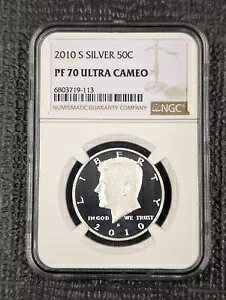 2010 S SILVER 50C
PF 70 ULTRA CAMEO
6803719-113
NUMISMATIC GUARANTY COMPANY
NGC
LIBERTY
IN GOD WE TRUST
S
2010